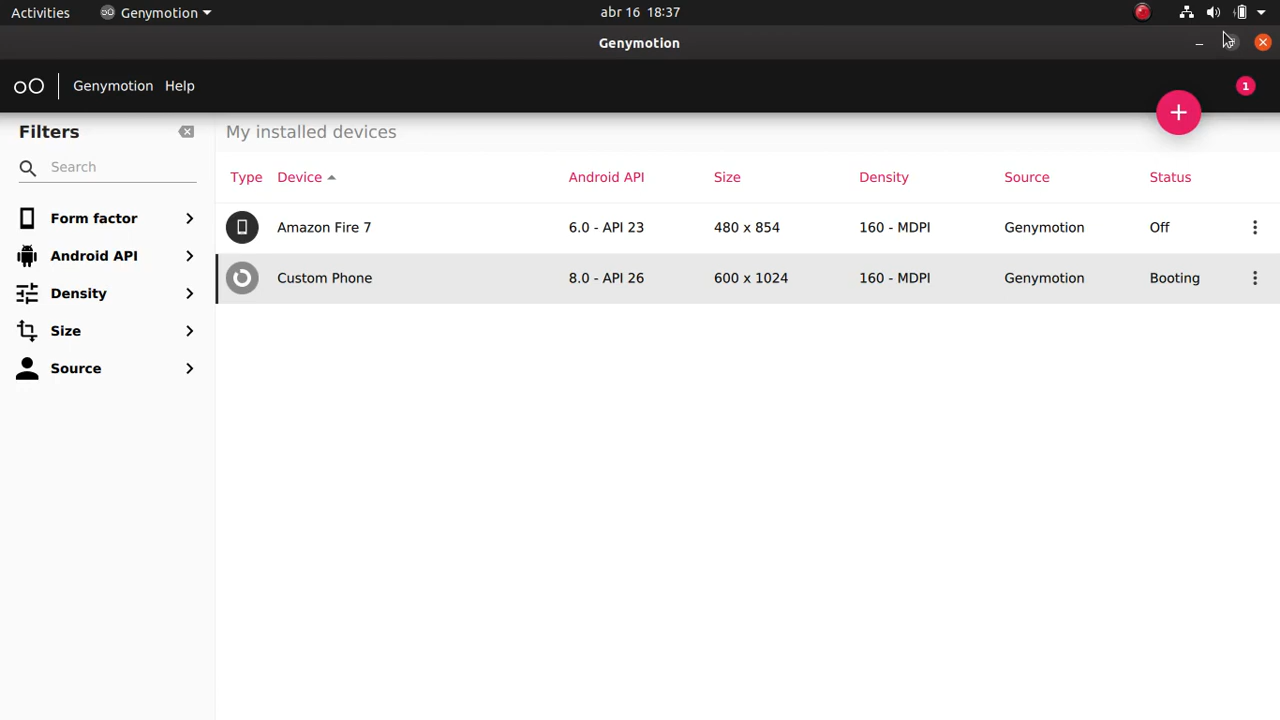 Activities Genymotion abr 16 18:37
Genymotion
oO Genymotion Help 1
Filters My installed devices
Search
Type Device Android API Size Density Source Status
Form factor
Amazon Fire 7 6.0 - API 23 480 x 854 160 - MDPI Genymotion Off
Android API
Custom Phone 8.0 - API 26 600 x 1024 160 - MDPI Genymotion Booting
Density
Size
Source